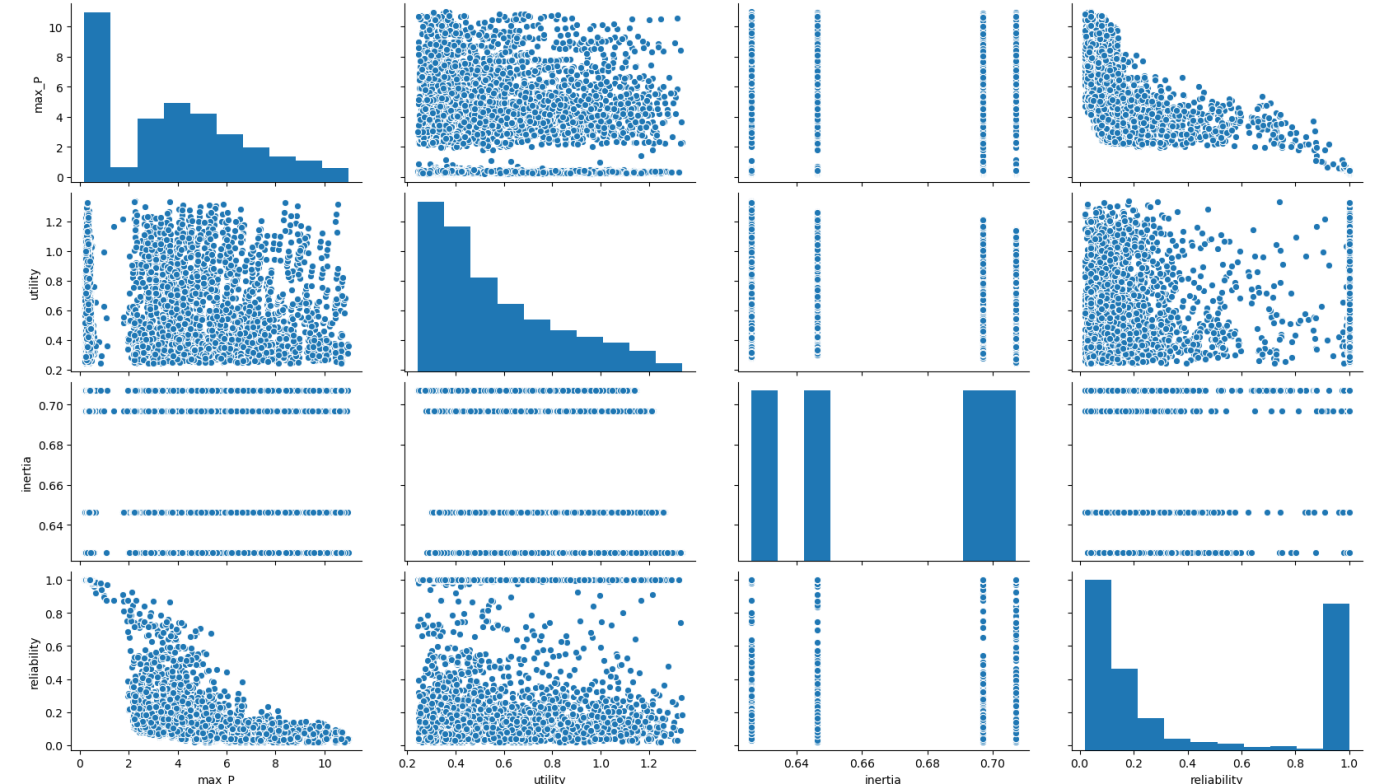 10
8
6
4
2
0
max_P
1.2
1.0
0.8
0.6
0.4
0.2
utility
0.70
0.68
0.66
0.64
inertia
1.0
0.8
0.6
0.4
0.2
0.0
reliability
0 2 4 6 8 10
max_P
0.2 0.4 0.6 0.8 1.0 1.2
utility
0.64 0.66 0.68 0.70
inertia
0.0 0.2 0.4 0.6 0.8 1.0
reliability